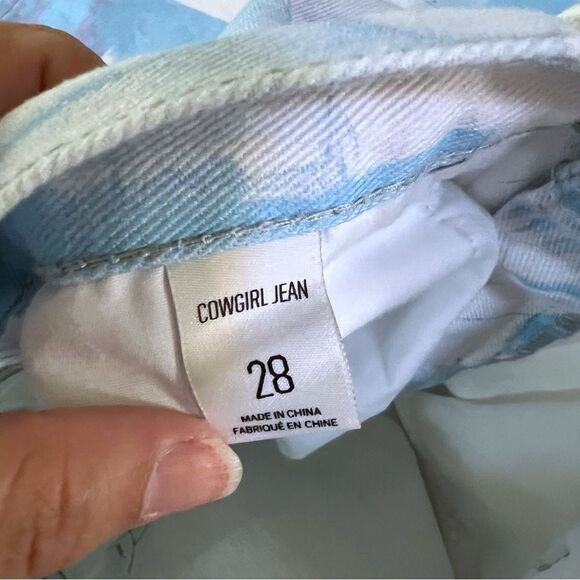 COWGIRL JEAN
28
MADE IN CHINA
FABRIQUÉ EN CHINE